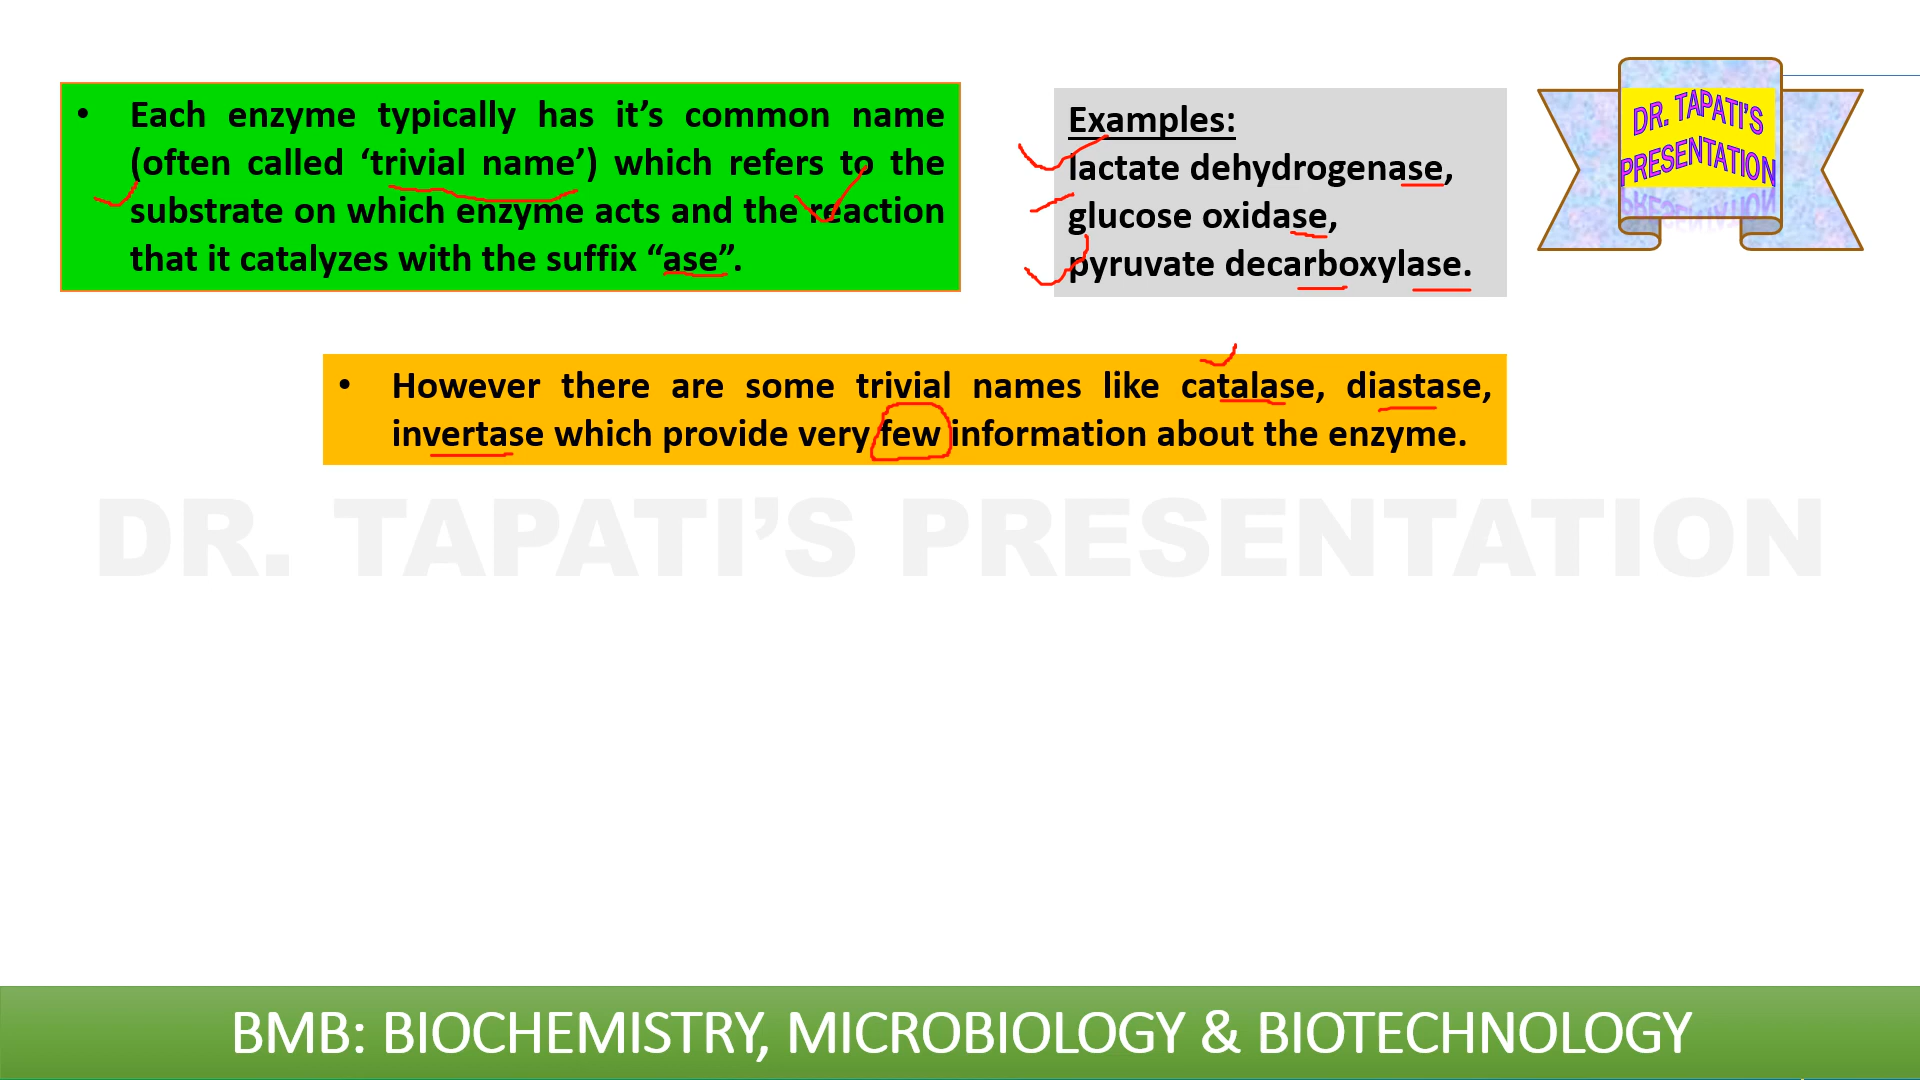 • Each enzyme typically has it’s common name
(often called ‘trivial name’) which refers to the
substrate on which enzyme acts and the reaction
that it catalyzes with the suffix “ase”.
Examples:
lactate dehydrogenase,
glucose oxidase,
pyruvate decarboxylase.
DR. TAPATI'S
PRESENTATION
• However there are some trivial names like catalase, diastase,
invertase which provide very few information about the enzyme.
DR. TAPATI’S PRESENTATION
BMB: BIOCHEMISTRY, MICROBIOLOGY & BIOTECHNOLOGY